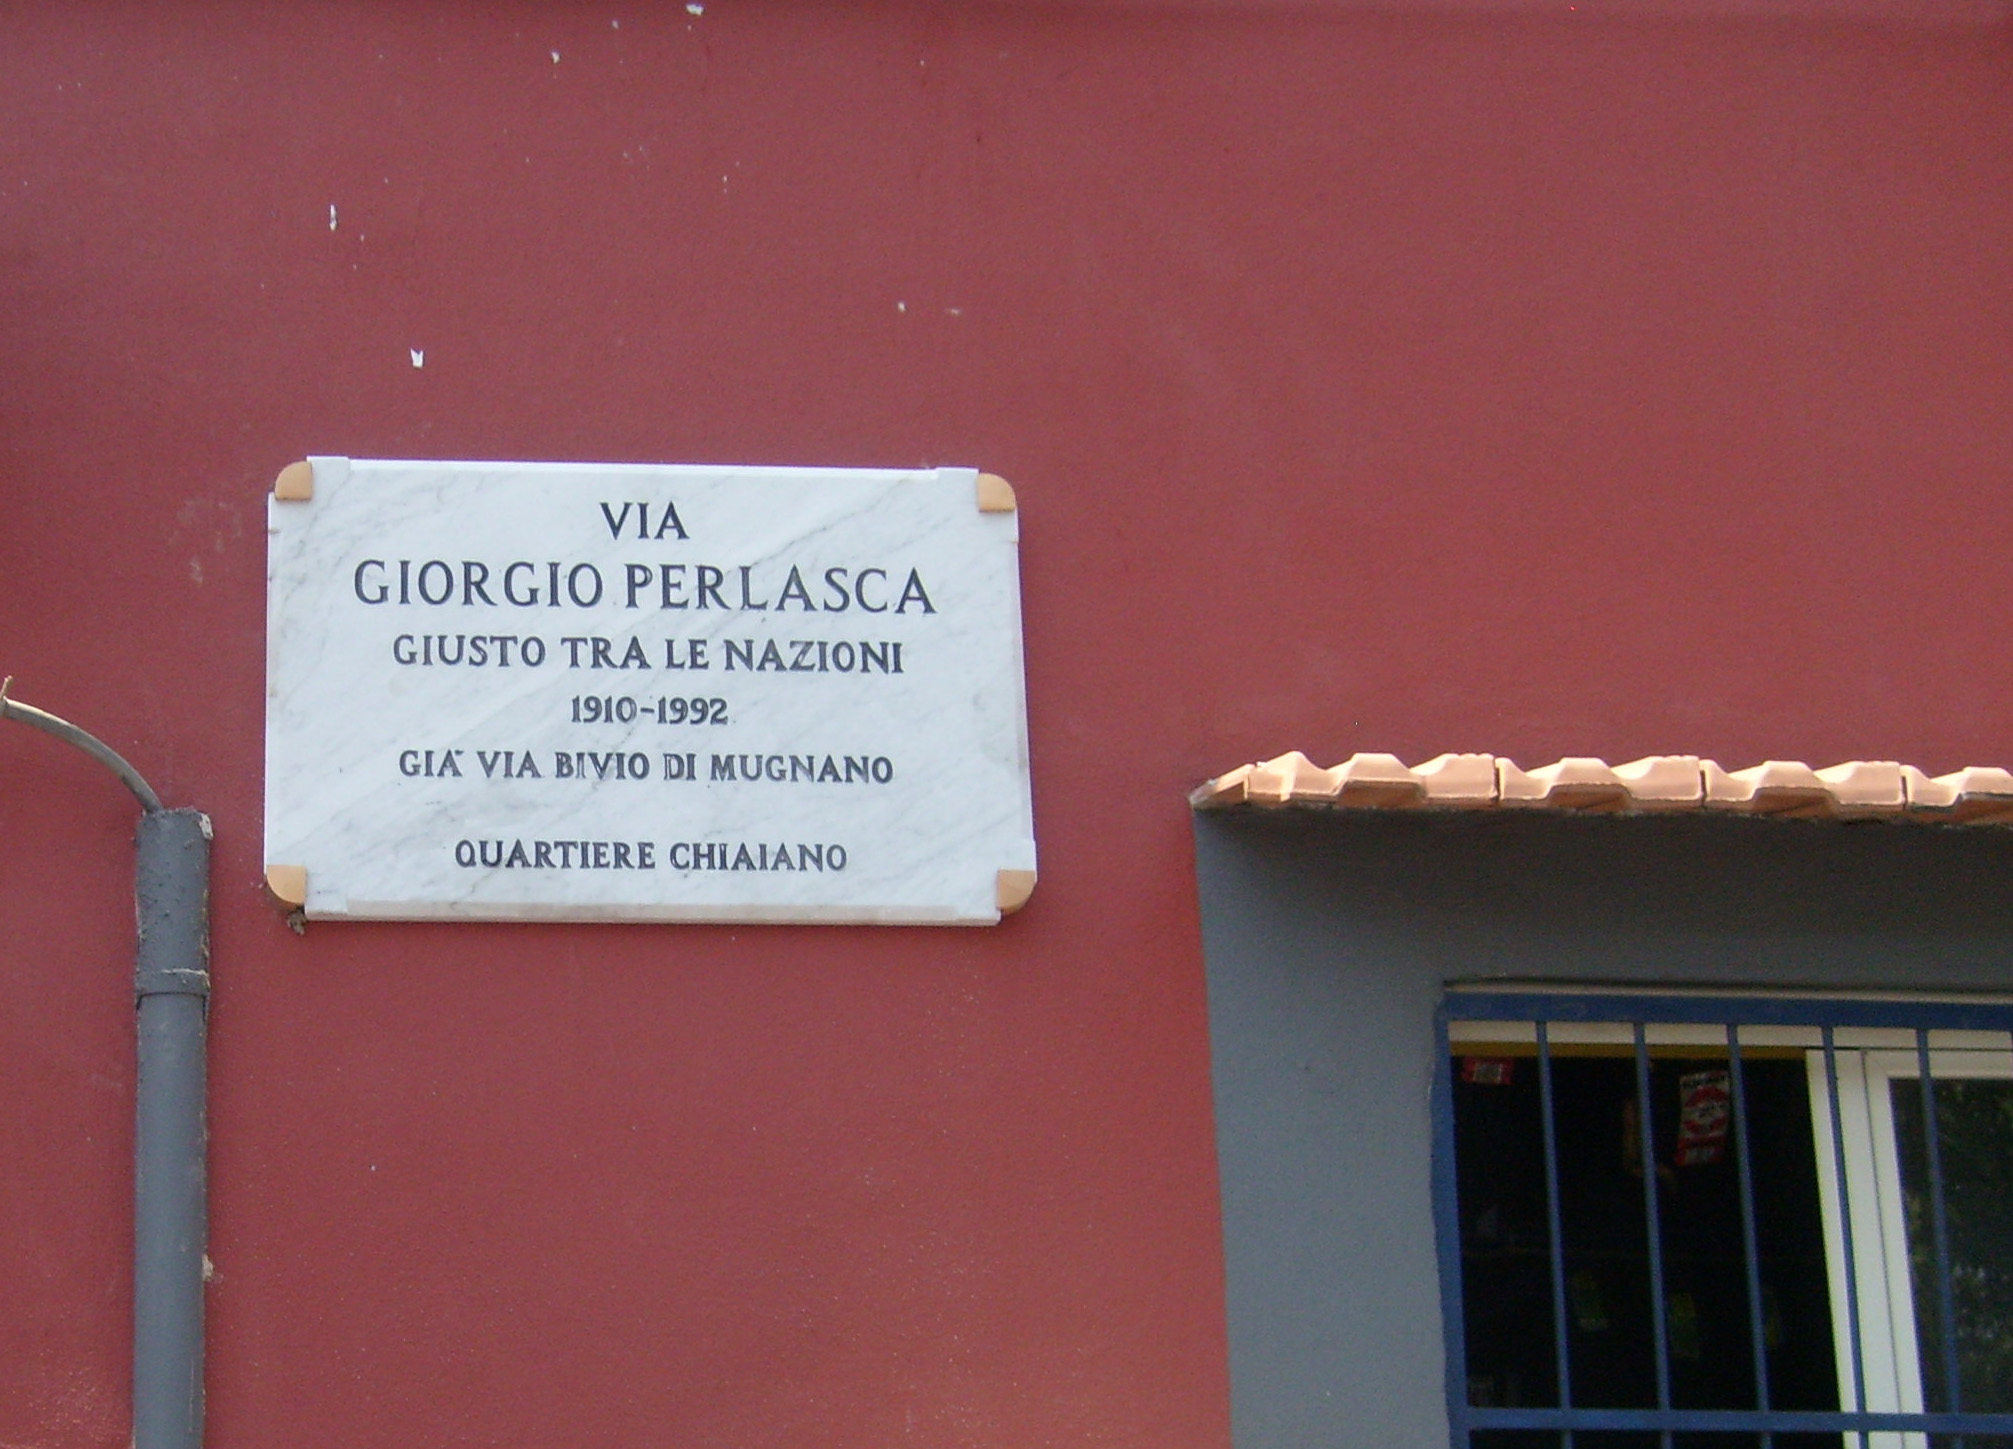 VIA
GIORGIO PERLASCA
GIUSTO TRA LE NAZIONI
1910-1992
GIA' VIA BIVIO DI MUGNANO
QUARTIERE CHIAIANO